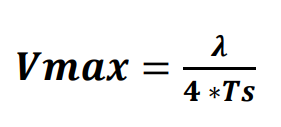 Vmax = λ / 4 *Ts